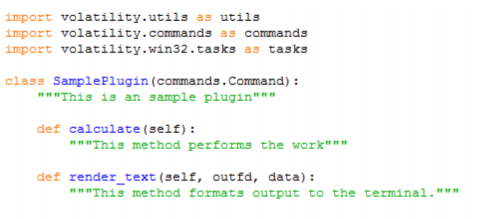 import volatility.utils as utils
import volatility.commands as commands
import volatility.win32.tasks as tasks
class SamplePlugin(commands.Command):
"""This is an sample plugin"""
def calculate(self):
"""This method performs the work"""
def render_text(self, outfd, data):
"""This method formats output to the terminal."""